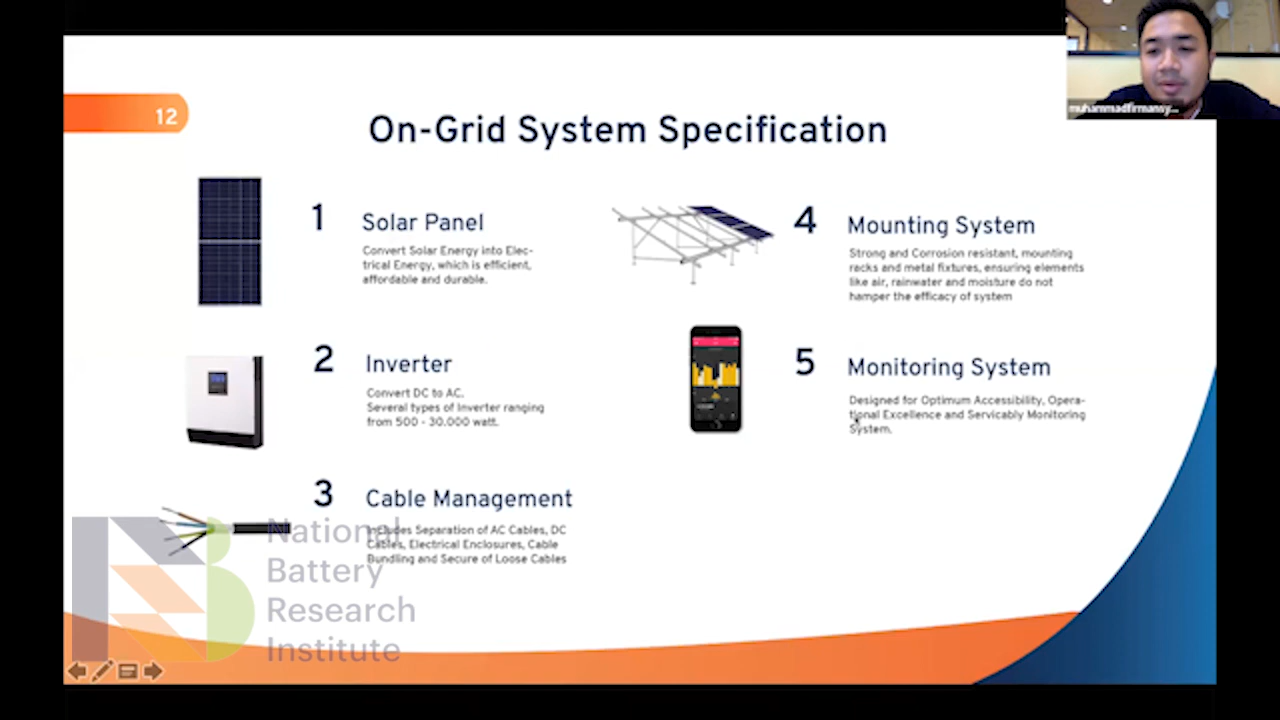 muhammadfirmansy...
12
On-Grid System Specification
1
Solar Panel
Convert Solar Energy into Elec-
trical Energy, which is efficient,
affordable and durable.
2
Inverter
Convert DC to AC.
Several types of Inverter ranging
from 500 - 30.000 watt.
3
Cable Management
Includes Separation of AC Cables, DC
Cables, Electrical Enclosures, Cable
Bundling and Secure of Loose Cables
4
Mounting System
Strong and Corrosion resistant, mounting
racks and metal fixtures, ensuring elements
like air, rainwater and moisture do not
hamper the efficacy of system
5
Monitoring System
Designed for Optimum Accessibility, Opera-
tional Excellence and Servicably Monitoring
System.
National
Battery
Research
Institute